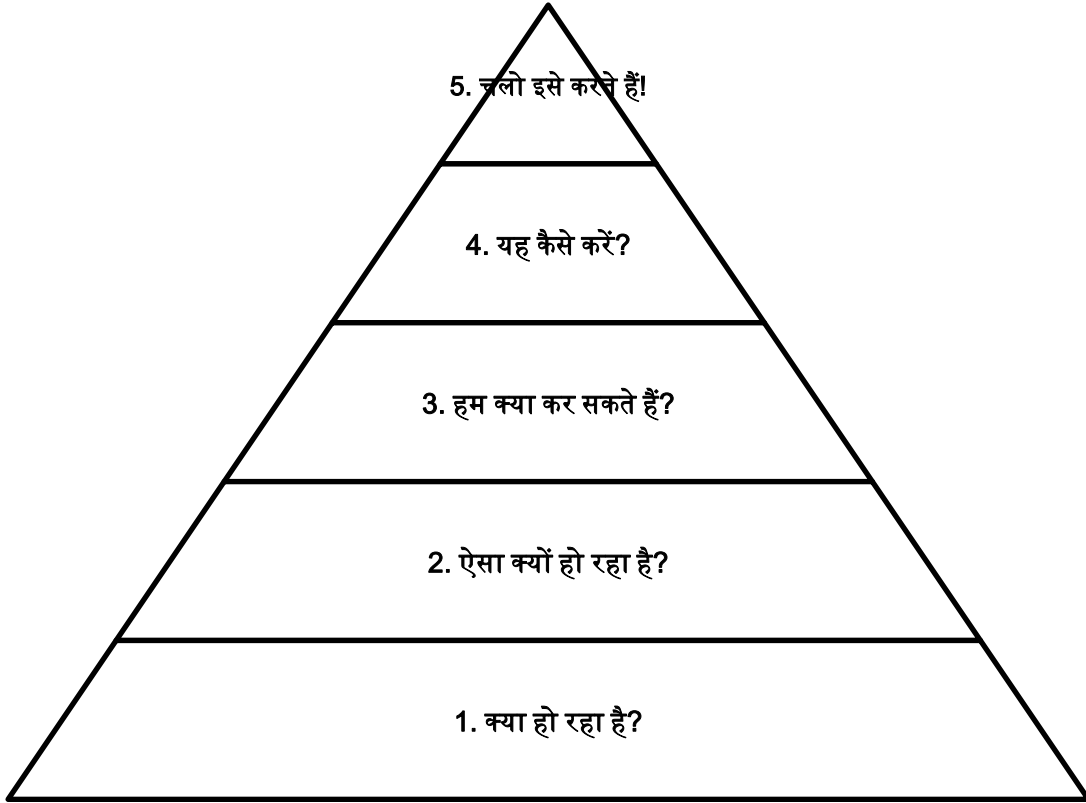 5. चलो इसे करते हैं!
4. यह कैसे करें?
3. हम क्या कर सकते हैं?
2. ऐसा क्यों हो रहा है?
1. क्या हो रहा है?